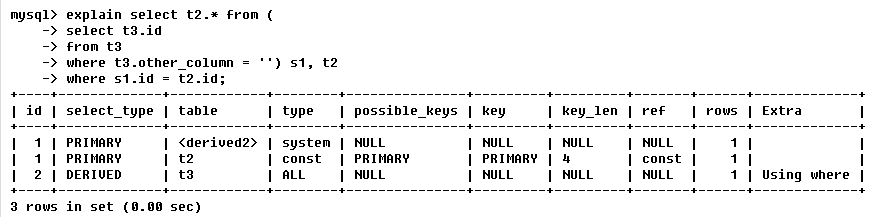 mysql> explain select t2.* from (
    -> select t3.id
    -> from t3
    -> where t3.other_column = '') s1, t2
    -> where s1.id = t2.id;
+----+-------------+------------+--------+---------------+---------+---------+-------+------+-------------+
| id | select_type | table      | type   | possible_keys | key     | key_len | ref   | rows | Extra       |
+----+-------------+------------+--------+---------------+---------+---------+-------+------+-------------+
|  1 | PRIMARY     | <derived2> | system | NULL          | NULL    | NULL    | NULL  |    1 |             |
|  1 | PRIMARY     | t2         | const  | PRIMARY       | PRIMARY | 4       | const |    1 |             |
|  2 | DERIVED     | t3         | ALL    | NULL          | NULL    | NULL    | NULL  |    1 | Using where |
+----+-------------+------------+--------+---------------+---------+---------+-------+------+-------------+
3 rows in set (0.00 sec)